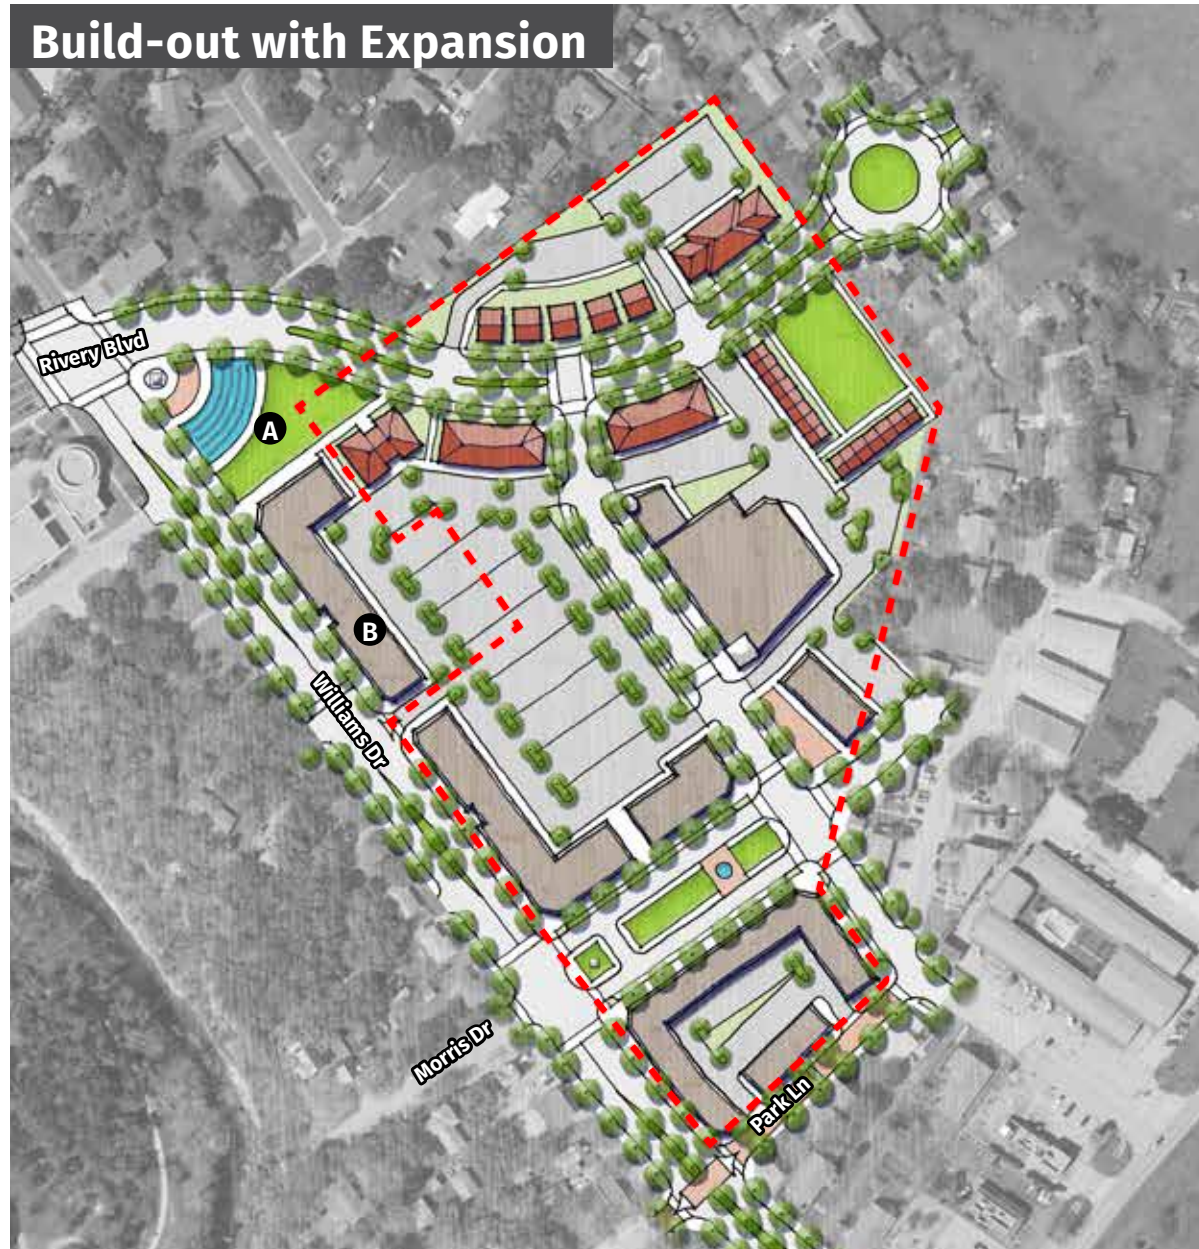 Build-out with Expansion
Rivery Blvd
A
B
Williams Dr
Morris Dr
Park Ln